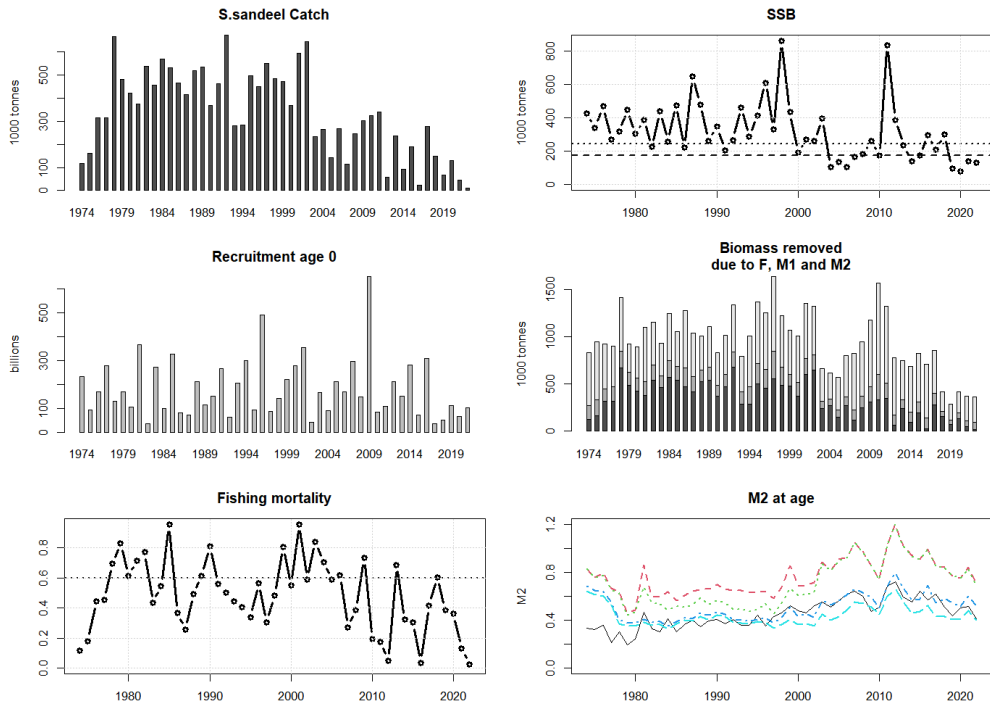 S.sandeel Catch
1000 tonnes
0 100 300 500
1974 1979 1984 1989 1994 1999 2004 2009 2014 2019
SSB
1000 tonnes
0 200 400 600 800
1980 1990 2000 2010 2020
Recruitment age 0
billions
0 100 300 500
1974 1979 1984 1989 1994 1999 2004 2009 2014 2019
Biomass removed
due to F, M1 and M2
1000 tonnes
0 500 1000 1500
1974 1979 1984 1989 1994 1999 2004 2009 2014 2019
Fishing mortality
0.0 0.2 0.4 0.6 0.8
1980 1990 2000 2010 2020
M2 at age
M2
0.0 0.4 0.8 1.2
1980 1990 2000 2010 2020